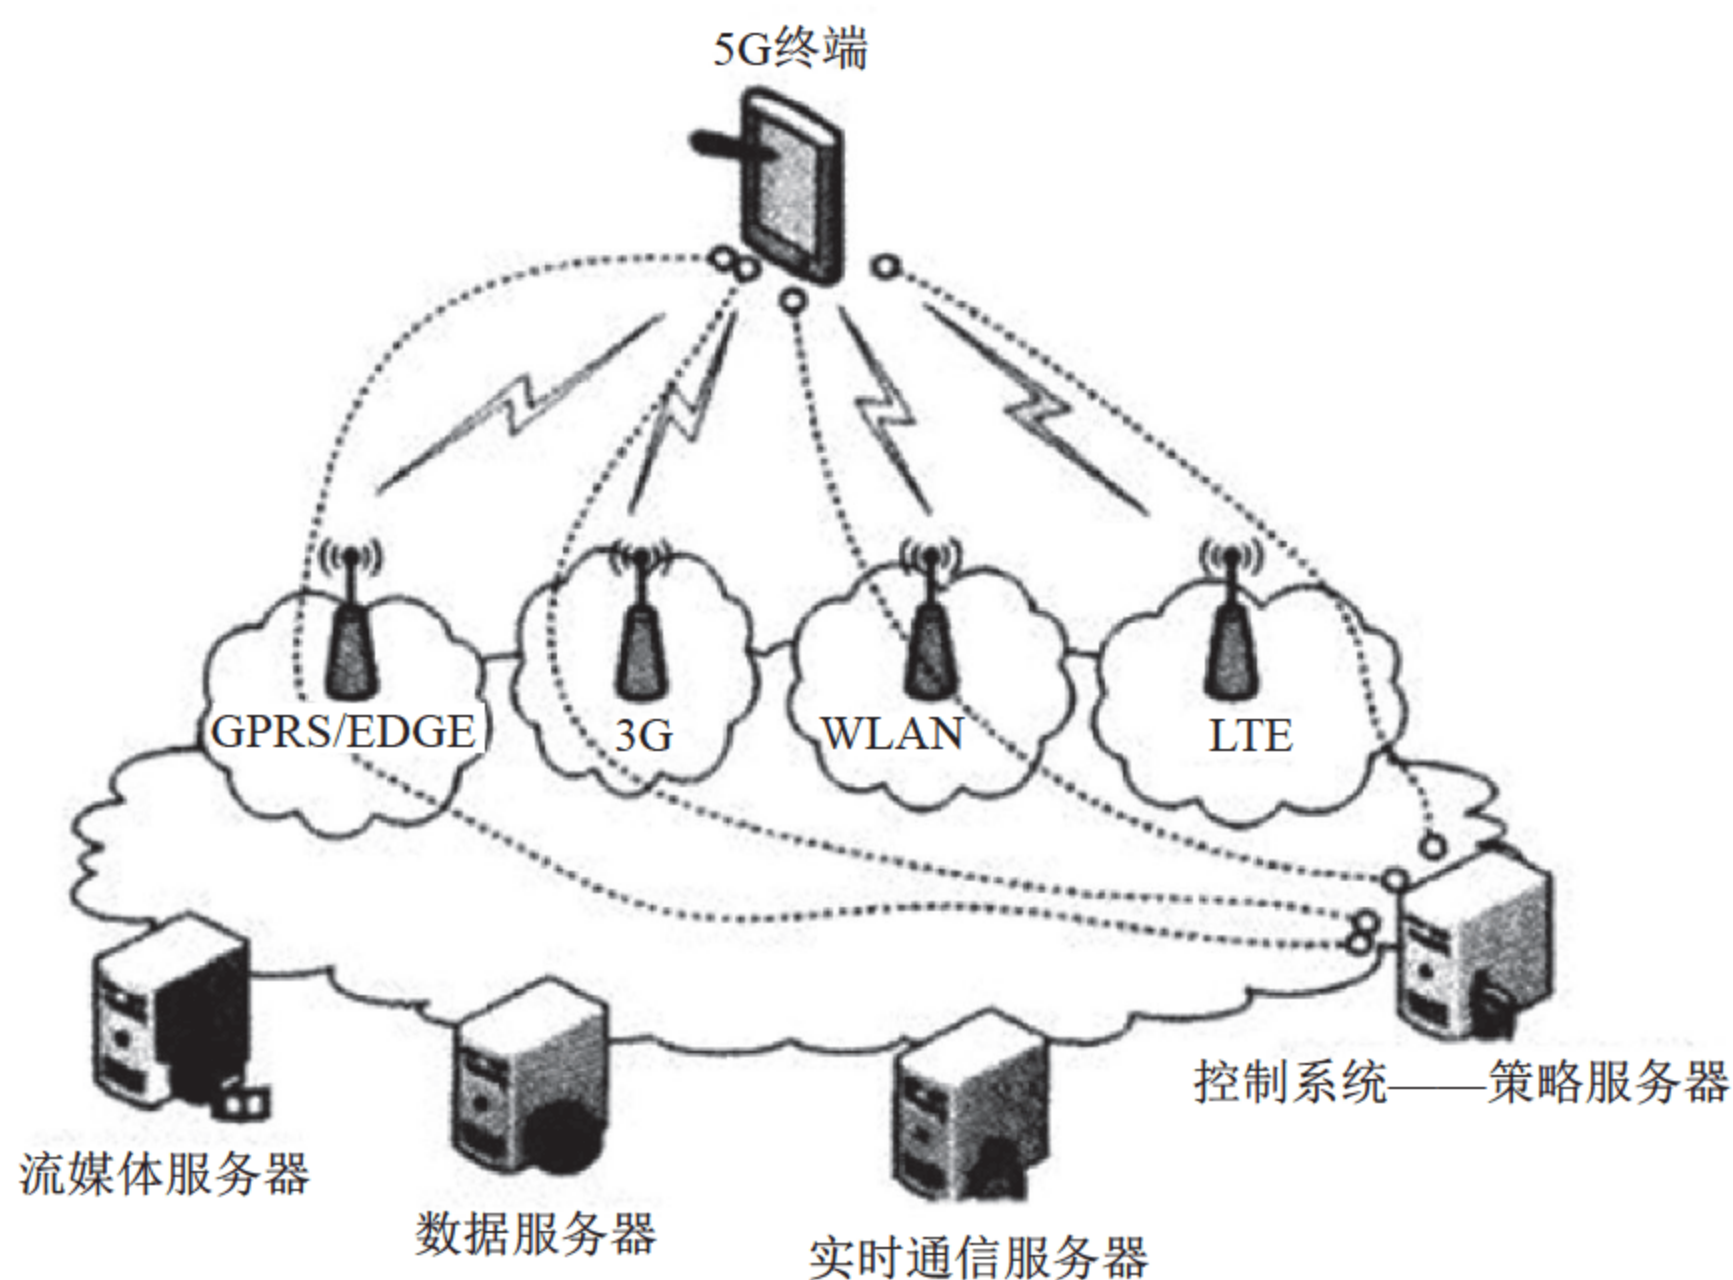 5G终端
GPRS/EDGE
3G
WLAN
LTE
控制系统——策略服务器
流媒体服务器
数据服务器
实时通信服务器